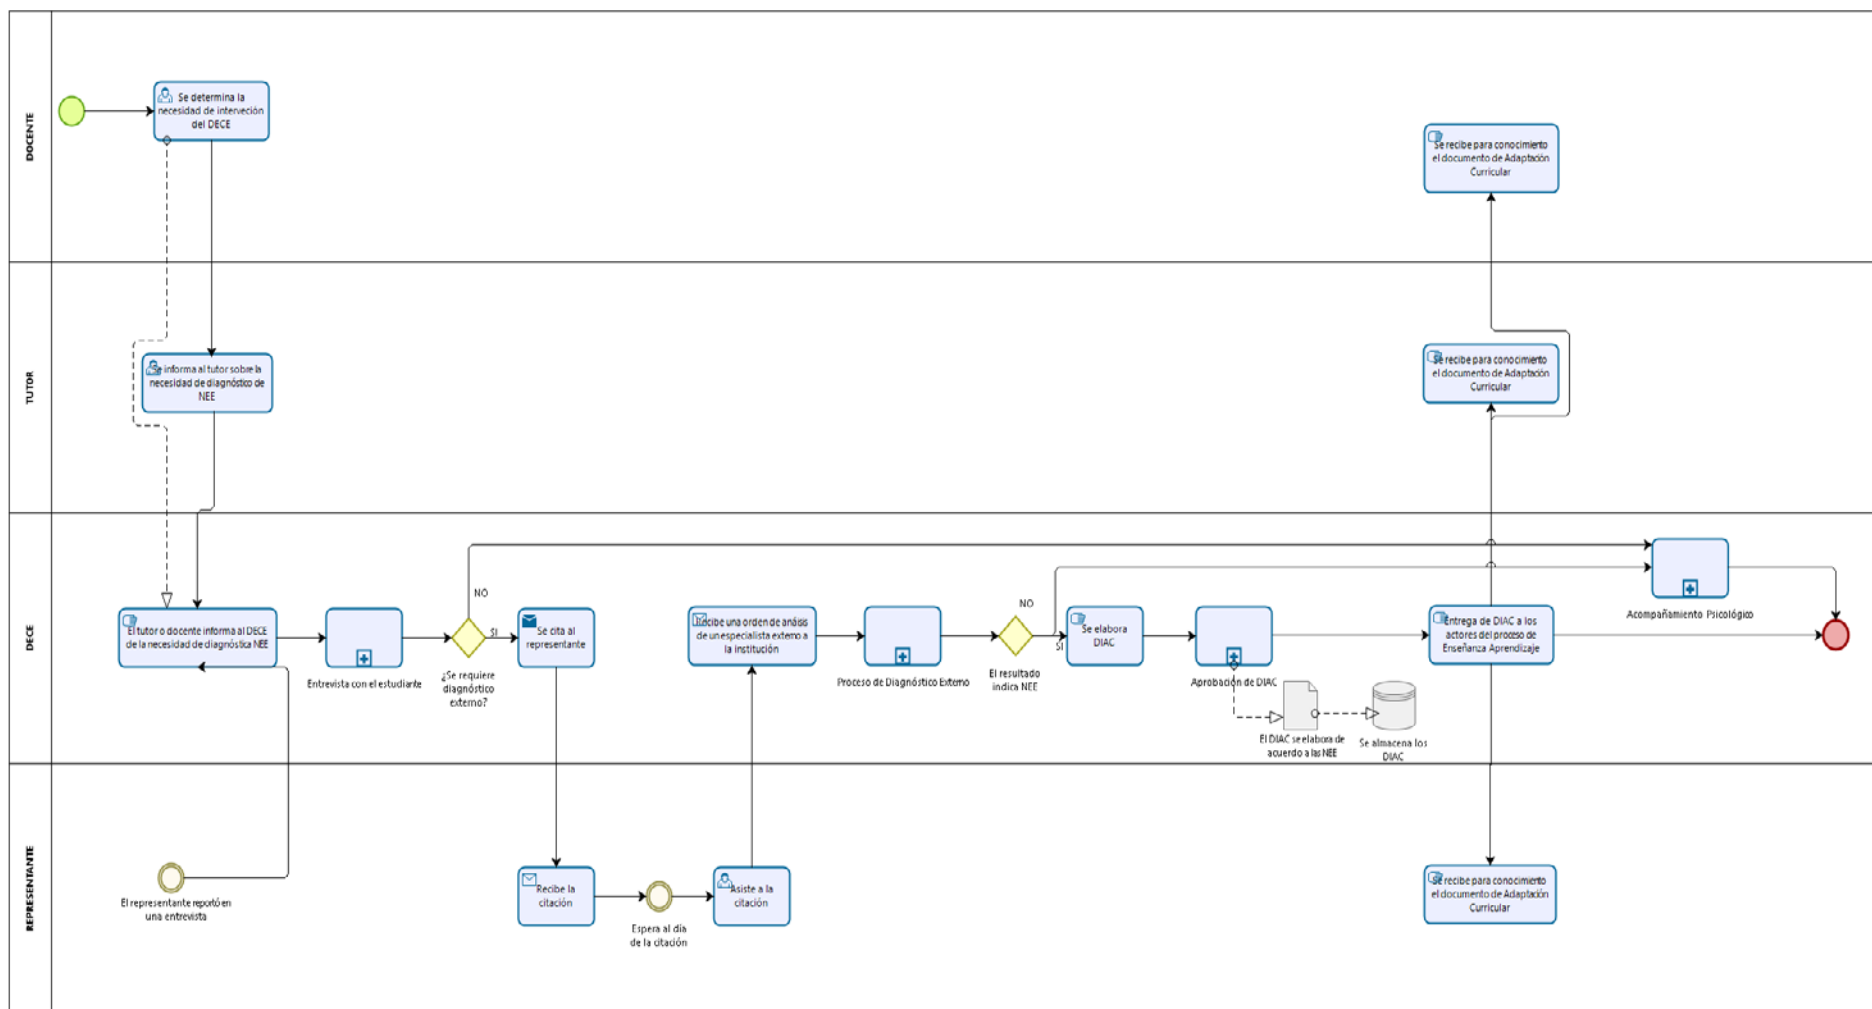 DOCENTE
Se determina la
necesidad de inteveción
del DECE
Se recibe para conocimiento
el documento de Adaptación
Curricular
TUTOR
Se informa al tutor sobre la
necesidad de diagnóstico de
NEE
Se recibe para conocimiento
el documento de Adaptación
Curricular
DECE
El tutor o docente informa al DECE
de la necesidad de diagnóstica NEE
Entrevista con el estudiante
NO
SI
¿Se requiere
diagnóstico
externo?
Se cita al
representante
Recibe una orden de anáisis
de un especialista externo a
la institución
Proceso de Diagnóstico Externo
NO
SI
El resultado
indica NEE
Se elabora
DIAC
Aprobación de DIAC
El DIAC se elabora de
acuerdo a las NEE
Se almacena los
DIAC
Entrega de DIAC a los
actores del proceso de
Enseñanza Aprendizaje
Acompañamiento Psicológico
REPRESENTANTE
El representante reportó en
una entrevista
Recibe la
citación
Espera al día
de la citación
Asiste a la
citación
Se recibe para conocimiento
el documento de Adaptación
Curricular